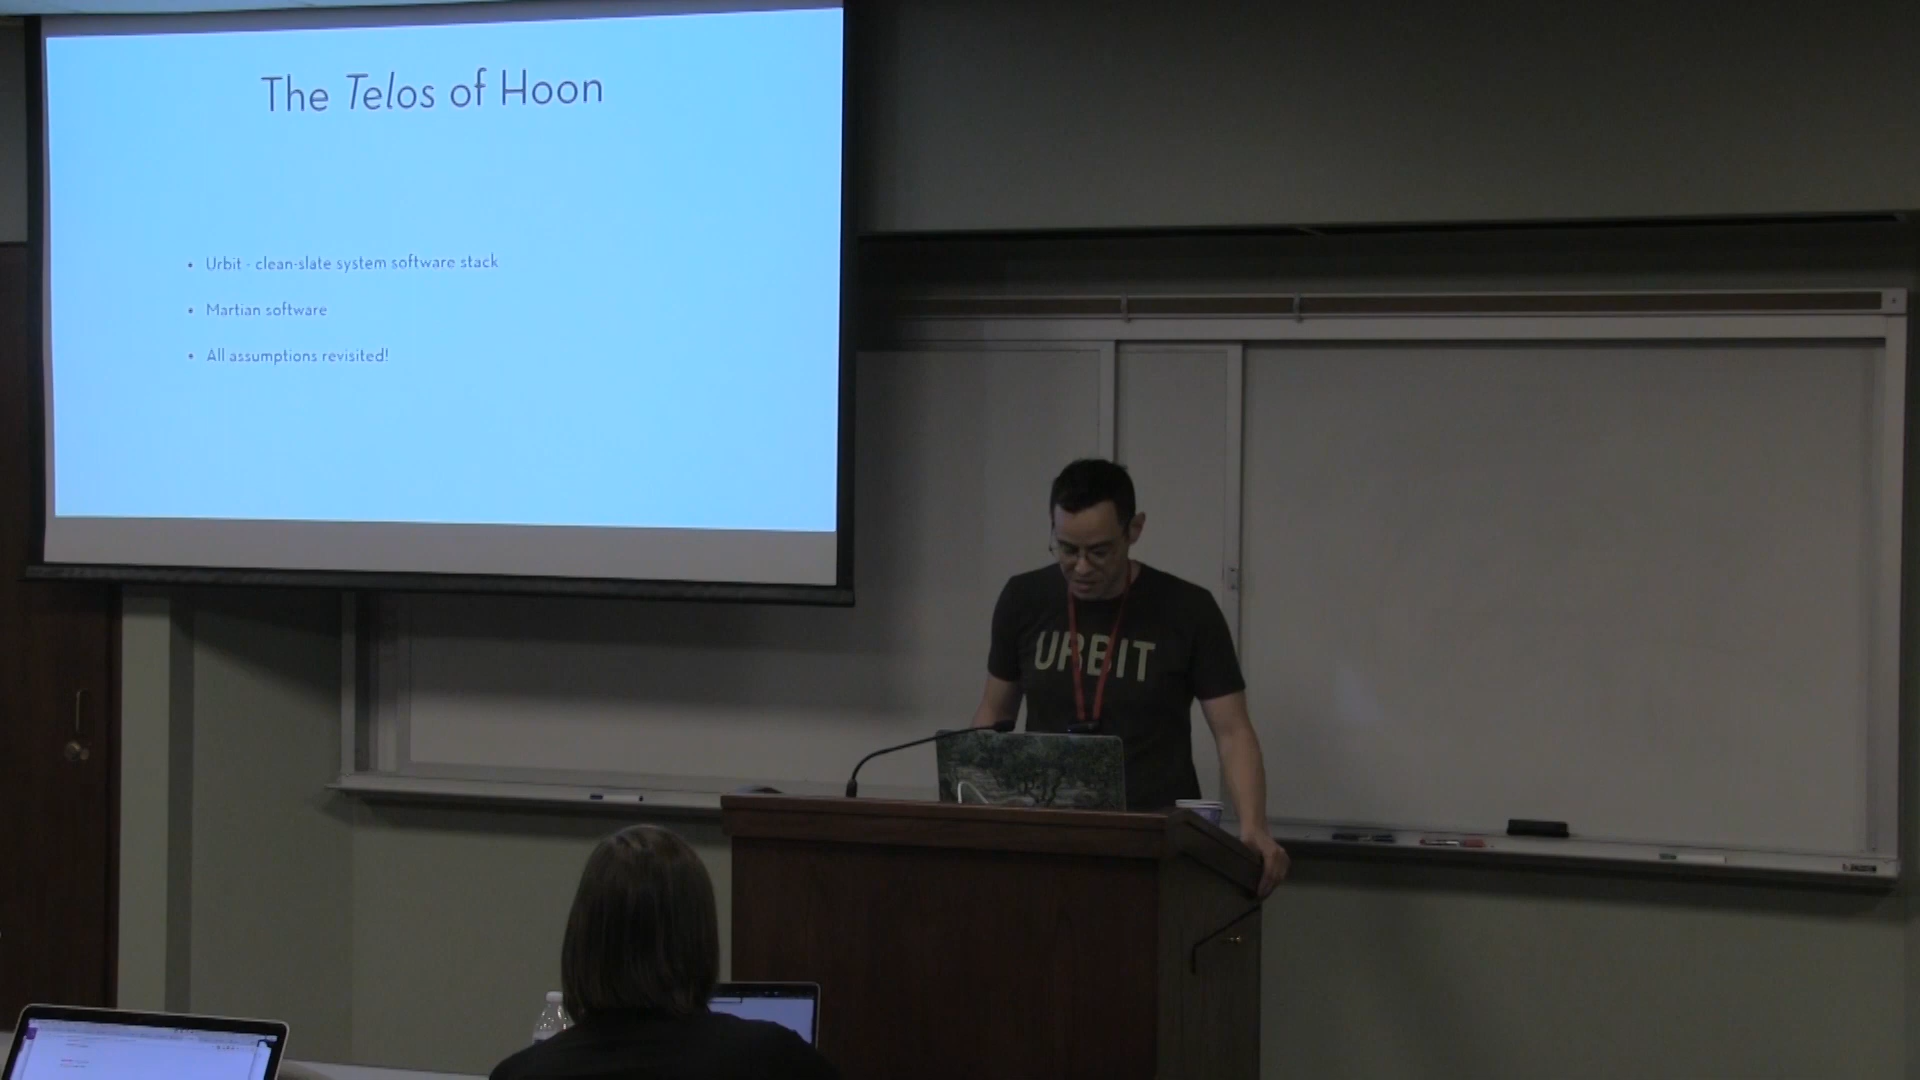 The Telos of Hoon
• Urbit - clean-slate system software stack
• Martian software
• All assumptions revisited!
URBIT